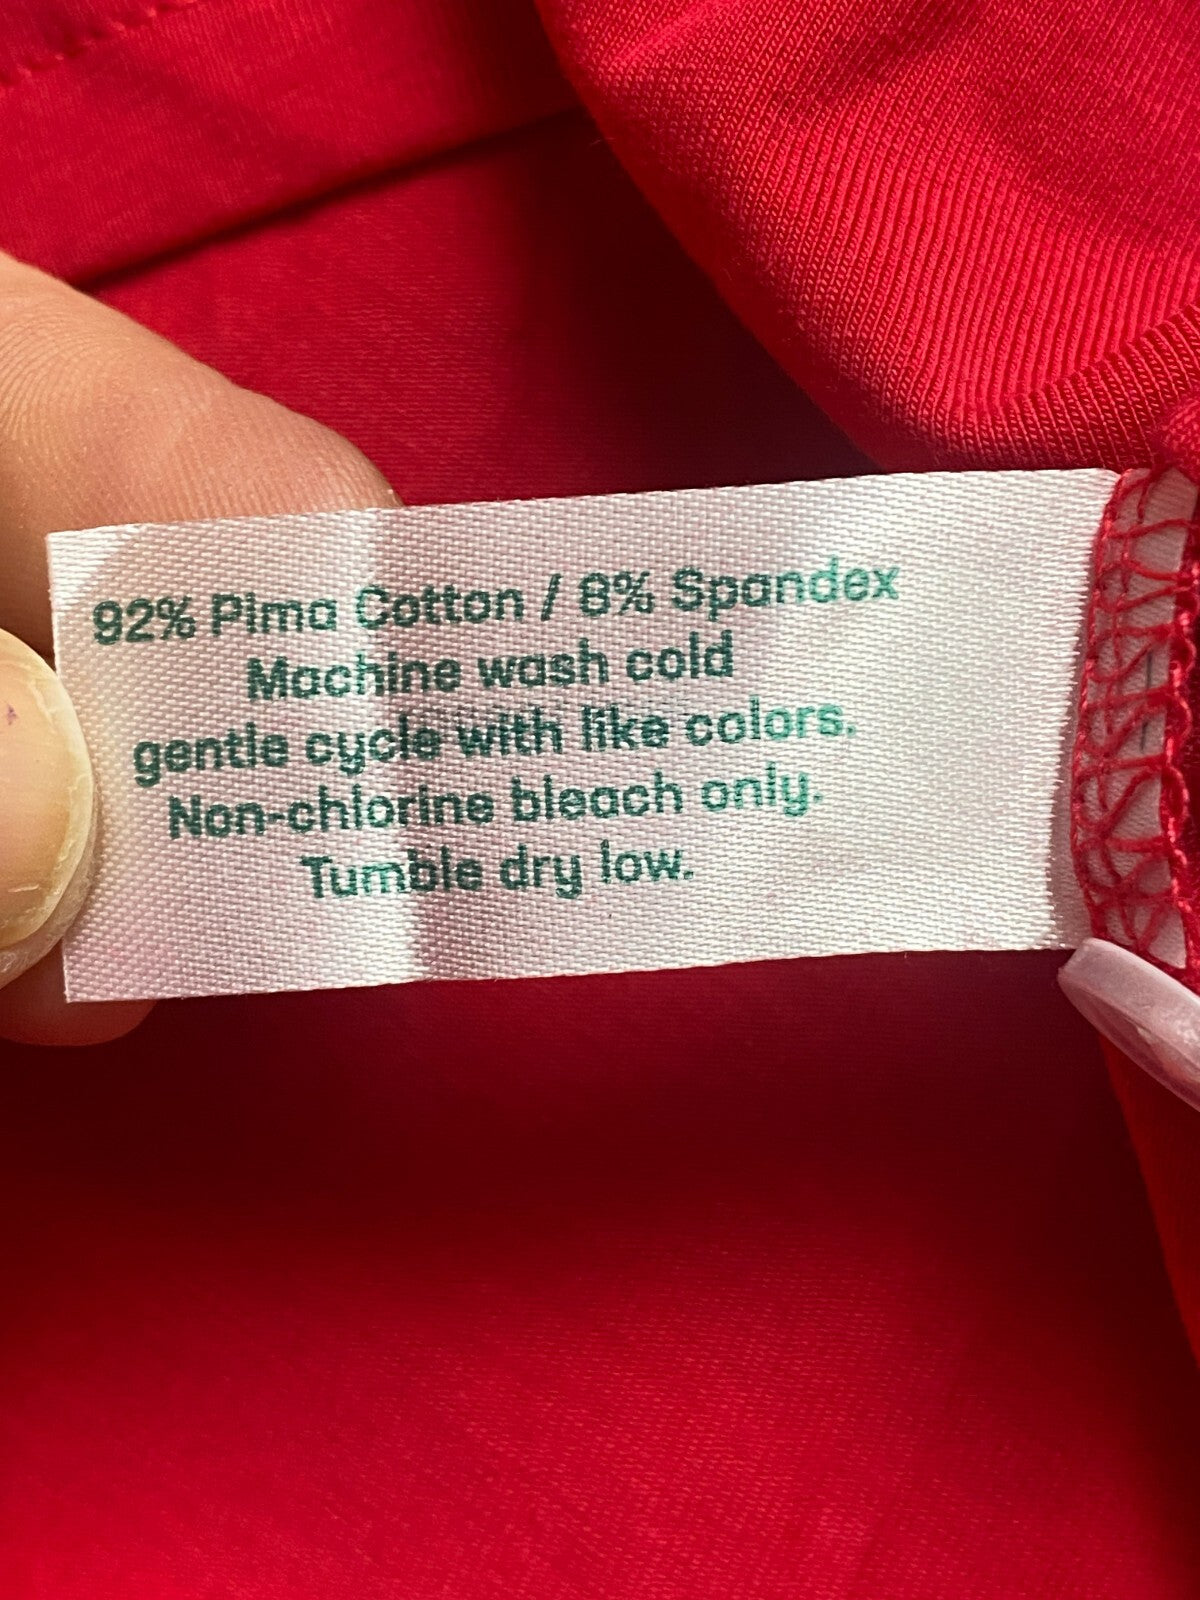 92% Pima Cotton / 8% Spandex
Machine wash cold
gentle cycle with like colors.
Non-chlorine bleach only.
Tumble dry low.